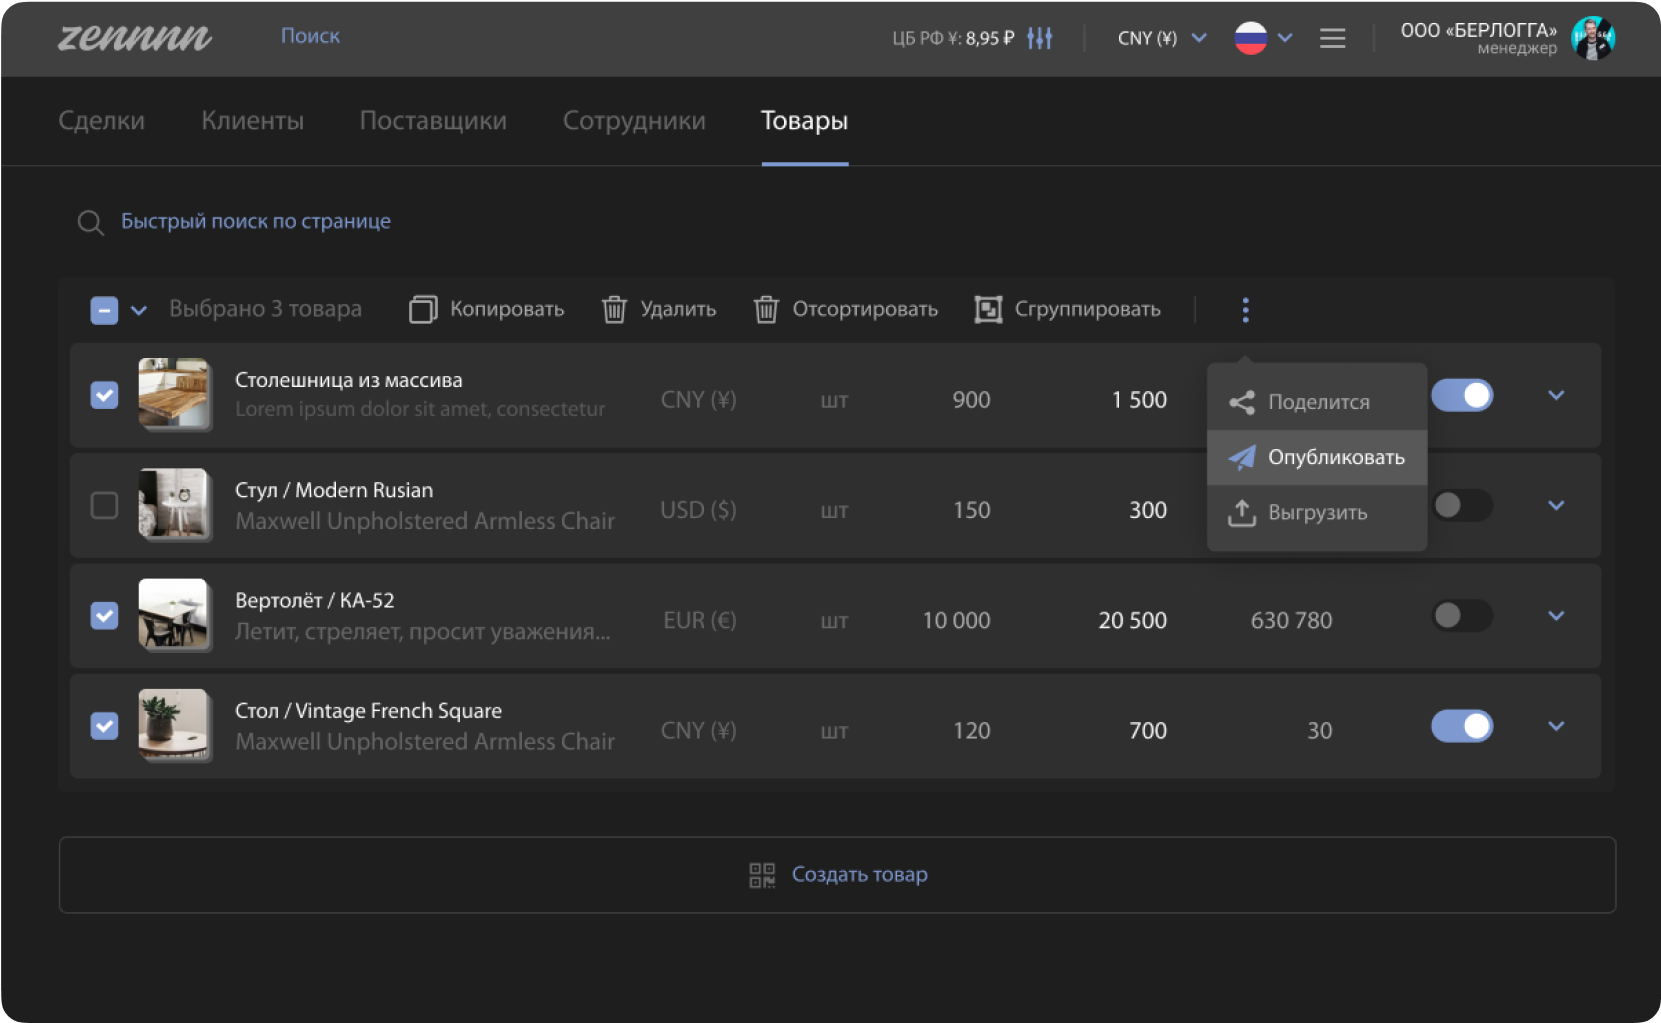 zennnn
Поиск
ЦБ РФ ¥: 8,95 ₽
CNY (¥)
ООО «БЕРЛОГГА»
менеджер
Сделки
Клиенты
Поставщики
Сотрудники
Товары
Быстрый поиск по странице
Выбрано 3 товара
Копировать
Удалить
Отсортировать
Сгруппировать
Столешница из массива
Lorem ipsum dolor sit amet, consectetur
CNY (¥)
шт
900
1 500
Поделится
Опубликовать
Выгрузить
Стул / Modern Rusian
Maxwell Unpholstered Armless Chair
USD ($)
шт
150
300
Вертолёт / КА-52
Летит, стреляет, просит уважения...
EUR (€)
шт
10 000
20 500
630 780
Стол / Vintage French Square
Maxwell Unpholstered Armless Chair
CNY (¥)
шт
120
700
30
Создать товар